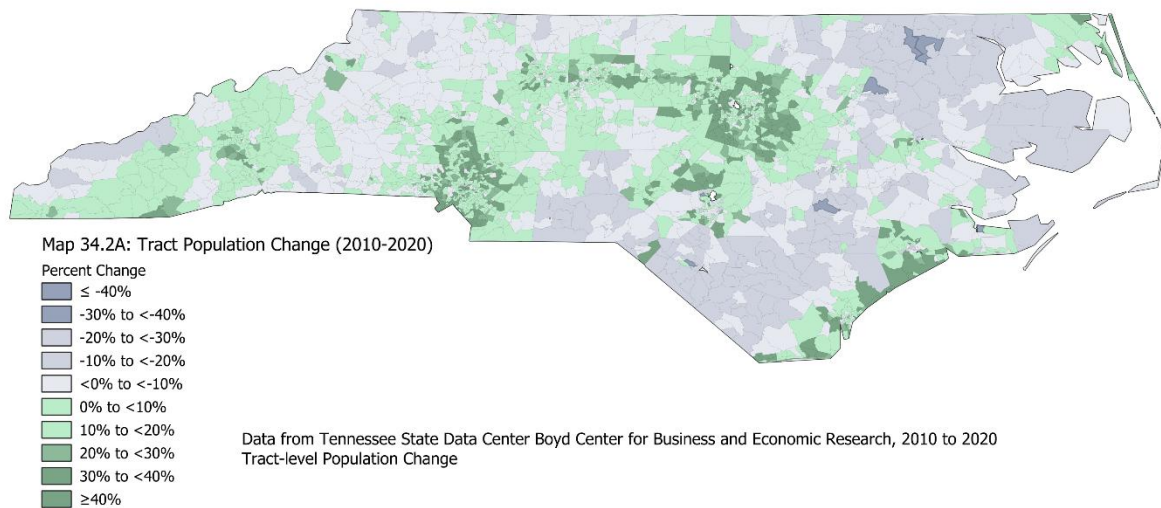 Map 34.2A: Tract Population Change (2010-2020)
Percent Change
≤ -40%
-30% to <-40%
-20% to <-30%
-10% to <-20%
<0% to <-10%
0% to <10%
10% to <20%
20% to <30%
30% to <40%
≥40%
Data from Tennessee State Data Center Boyd Center for Business and Economic Research, 2010 to 2020
Tract-level Population Change